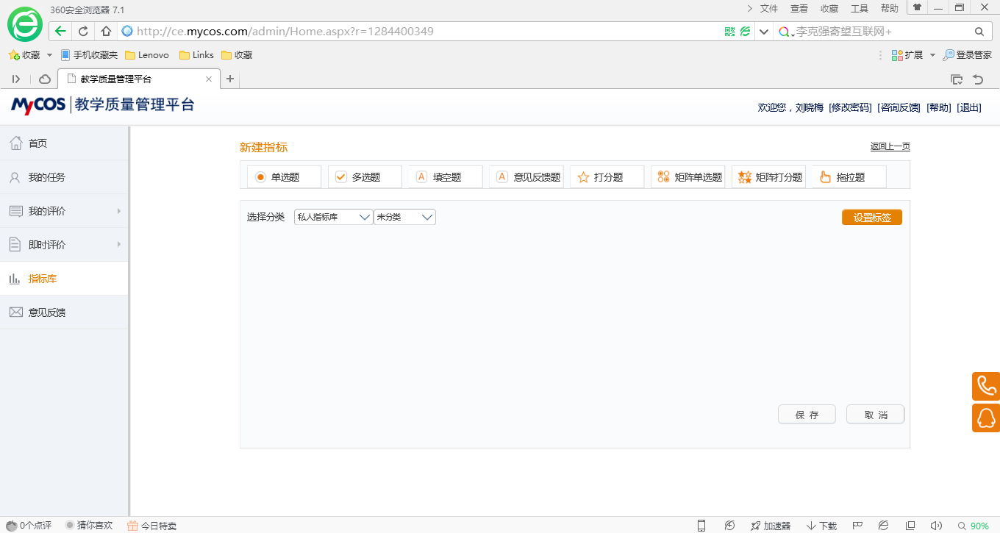 360安全浏览器 7.1
文件 查看 收藏 工具 帮助
http://ce.mycos.com/admin/Home.aspx?r=1284400349
李克强寄望互联网+
收藏 手机收藏夹 Lenovo Links 收藏
扩展 登录管家
教学质量管理平台
MyCOS 教学质量管理平台
欢迎您，刘晓梅 [修改密码] [咨询反馈] [帮助] [退出]
首页
我的任务
我的评价
即时评价
指标库
意见反馈
新建指标
返回上一页
单选题 多选题 A 填空题 A 意见反馈题 打分题 矩阵单选题 矩阵打分题 拖拉题
选择分类 私人指标库 未分类 设置标签
保 存 取 消
0个点评 猜你喜欢 今日特卖
加速器 下载 90%